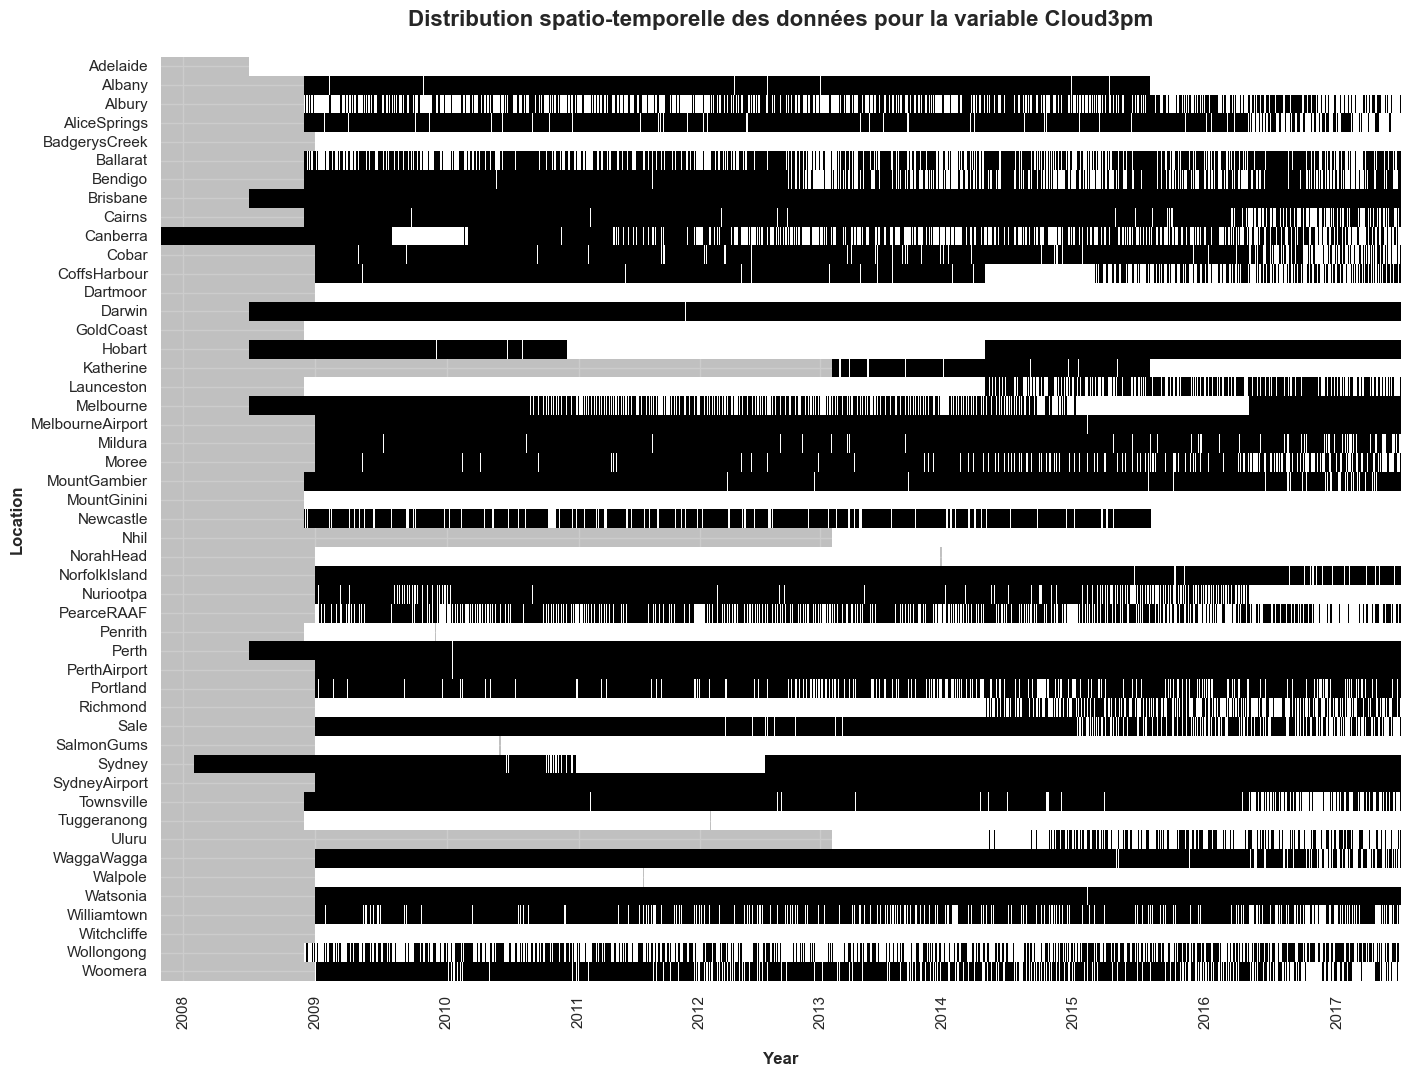 Distribution spatio-temporelle des données pour la variable Cloud3pm
Adelaide
Albany
Albury
AliceSprings
BadgerysCreek
Ballarat
Bendigo
Brisbane
Cairns
Canberra
Cobar
CoffsHarbour
Dartmoor
Darwin
GoldCoast
Hobart
Katherine
Launceston
Melbourne
MelbourneAirport
Mildura
Moree
MountGambier
MountGinini
Newcastle
Nhil
NorahHead
NorfolkIsland
Nuriootpa
PearceRAAF
Penrith
Perth
PerthAirport
Portland
Richmond
Sale
SalmonGums
Sydney
SydneyAirport
Townsville
Tuggeranong
Uluru
WaggaWagga
Walpole
Watsonia
Williamtown
Witchcliffe
Wollongong
Woomera
Location
2008
2009
2010
2011
2012
2013
2014
2015
2016
2017
Year